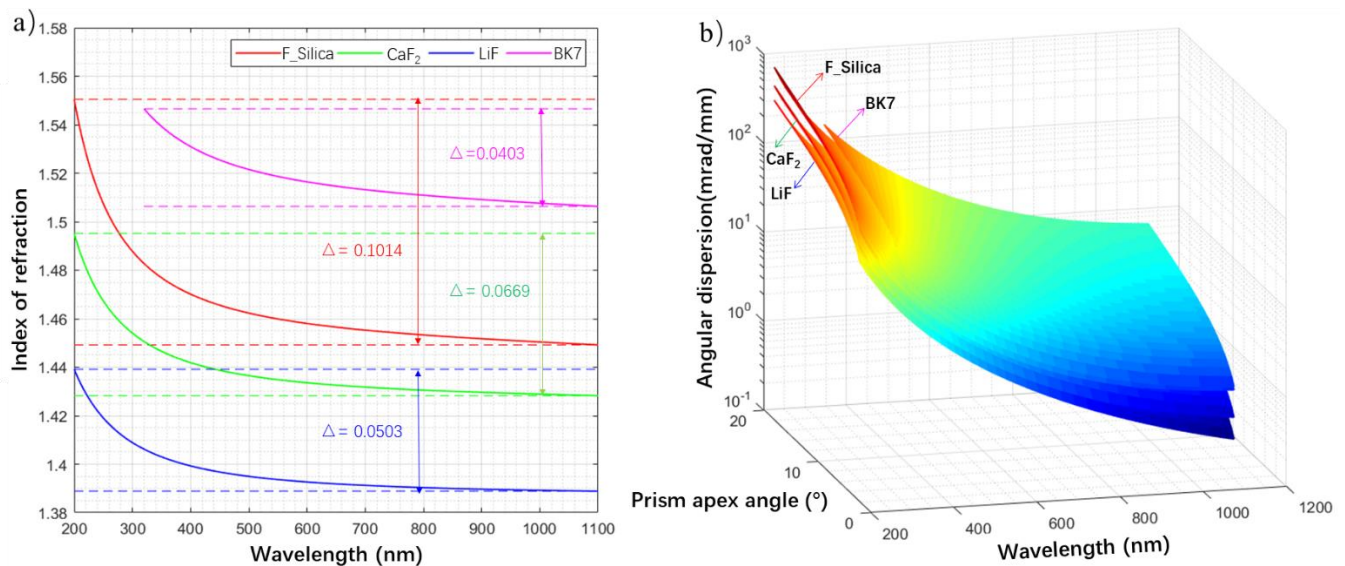 a)
1.58
1.56
1.54
1.52
1.5
1.48
1.46
1.44
1.42
1.4
1.38
Index of refraction
F_Silica CaF₂ LiF BK7
△=0.0403
△= 0.1014
△= 0.0669
△= 0.0503
200 300 400 500 600 700 800 900 1000 1100
Wavelength (nm)
b)
10³
10²
10¹
10⁰
10⁻¹
Angular dispersion(mrad/mm)
F_Silica
BK7
CaF₂
LiF
20
10
0
Prism apex angle (°)
200
400
600
800
1000
1200
Wavelength (nm)